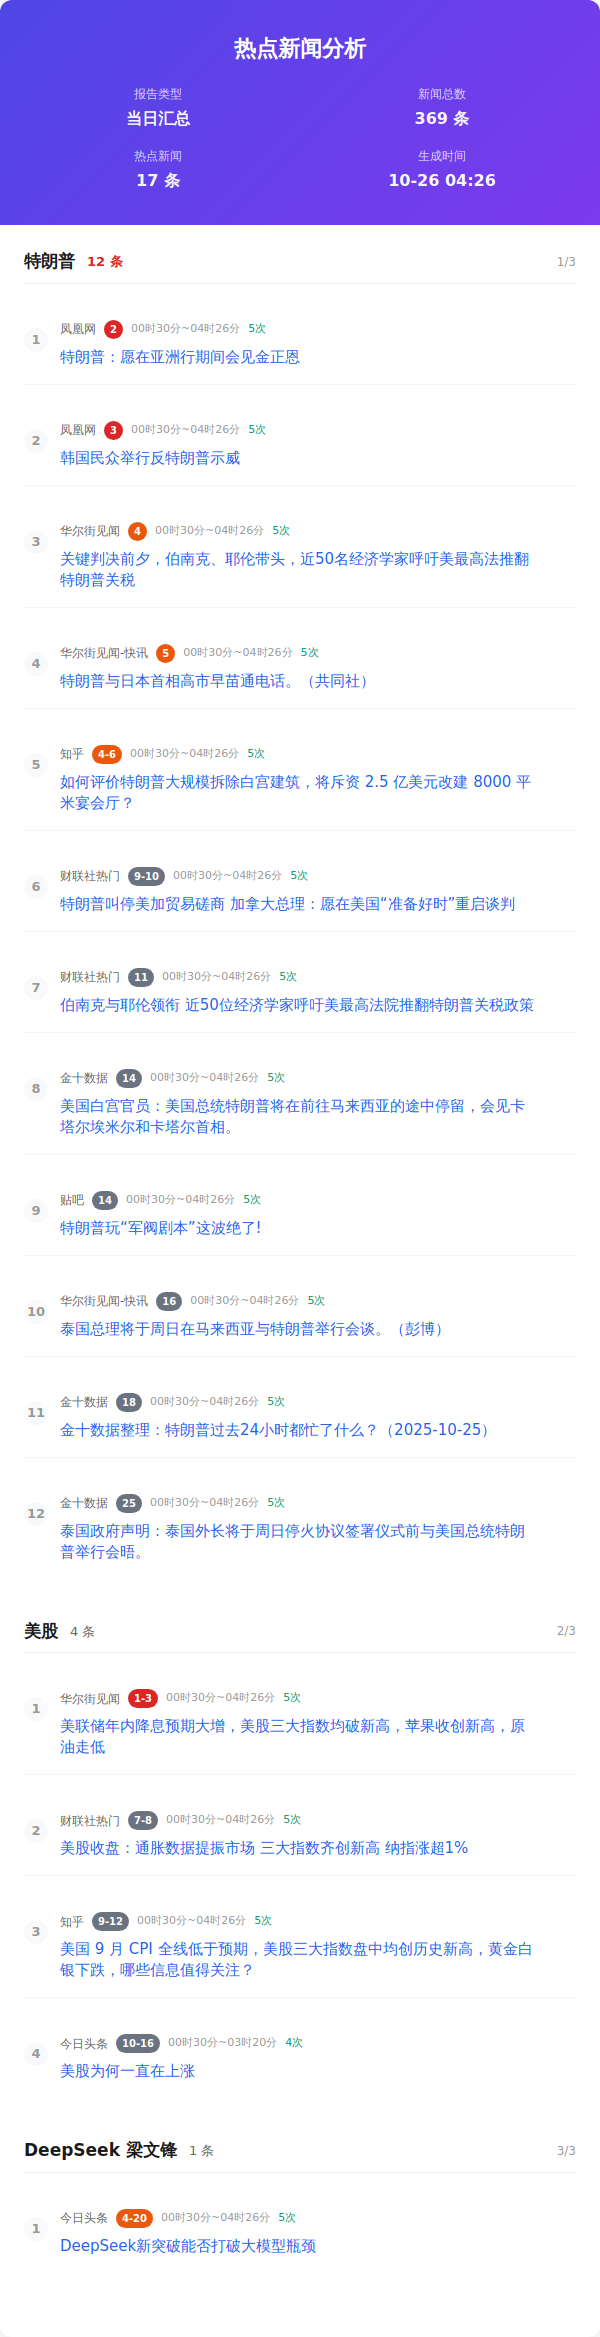 热点新闻分析
报告类型
当日汇总
新闻总数
369 条
热点新闻
17 条
生成时间
10-26 04:26
特朗普 12 条 1/3
1 凤凰网 2 00时30分~04时26分 5次
特朗普：愿在亚洲行期间会见金正恩
2 凤凰网 3 00时30分~04时26分 5次
韩国民众举行反特朗普示威
3 华尔街见闻 4 00时30分~04时26分 5次
关键判决前夕，伯南克、耶伦带头，近50名经济学家呼吁美最高法推翻
特朗普关税
4 华尔街见闻-快讯 5 00时30分~04时26分 5次
特朗普与日本首相高市早苗通电话。（共同社）
5 知乎 4-6 00时30分~04时26分 5次
如何评价特朗普大规模拆除白宫建筑，将斥资 2.5 亿美元改建 8000 平
米宴会厅？
6 财联社热门 9-10 00时30分~04时26分 5次
特朗普叫停美加贸易磋商 加拿大总理：愿在美国“准备好时”重启谈判
7 财联社热门 11 00时30分~04时26分 5次
伯南克与耶伦领衔 近50位经济学家呼吁美最高法院推翻特朗普关税政策
8 金十数据 14 00时30分~04时26分 5次
美国白宫官员：美国总统特朗普将在前往马来西亚的途中停留，会见卡
塔尔埃米尔和卡塔尔首相。
9 贴吧 14 00时30分~04时26分 5次
特朗普玩“军阀剧本”这波绝了!
10 华尔街见闻-快讯 16 00时30分~04时26分 5次
泰国总理将于周日在马来西亚与特朗普举行会谈。（彭博）
11 金十数据 18 00时30分~04时26分 5次
金十数据整理：特朗普过去24小时都忙了什么？（2025-10-25）
12 金十数据 25 00时30分~04时26分 5次
泰国政府声明：泰国外长将于周日停火协议签署仪式前与美国总统特朗
普举行会晤。
美股 4 条 2/3
1 华尔街见闻 1-3 00时30分~04时26分 5次
美联储年内降息预期大增，美股三大指数均破新高，苹果收创新高，原
油走低
2 财联社热门 7-8 00时30分~04时26分 5次
美股收盘：通胀数据提振市场 三大指数齐创新高 纳指涨超1%
3 知乎 9-12 00时30分~04时26分 5次
美国 9 月 CPI 全线低于预期，美股三大指数盘中均创历史新高，黄金白
银下跌，哪些信息值得关注？
4 今日头条 10-16 00时30分~03时20分 4次
美股为何一直在上涨
DeepSeek 梁文锋 1 条 3/3
1 今日头条 4-20 00时30分~04时26分 5次
DeepSeek新突破能否打破大模型瓶颈